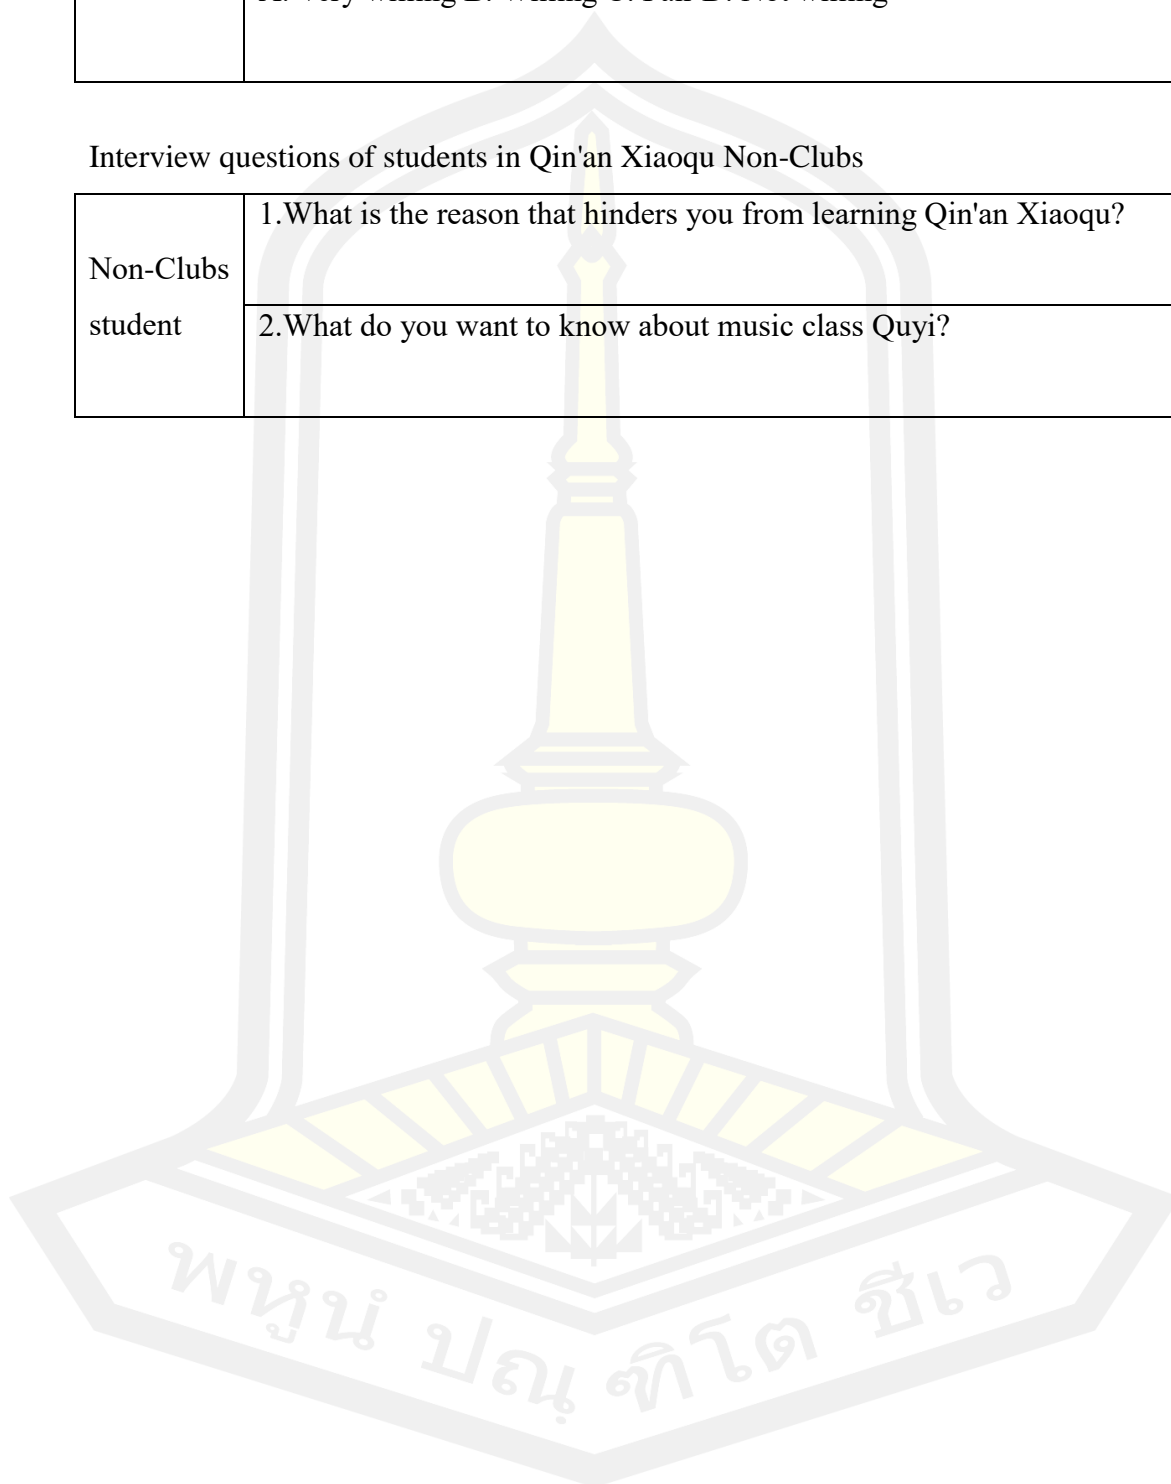 Interview questions of students in Qin'an Xiaoqu Non-Clubs
1.What is the reason that hinders you from learning Qin'an Xiaoqu?
Non-Clubs
student
2.What do you want to know about music class Quyi?
พหูนํ ปณฺฑิโต ชีเว